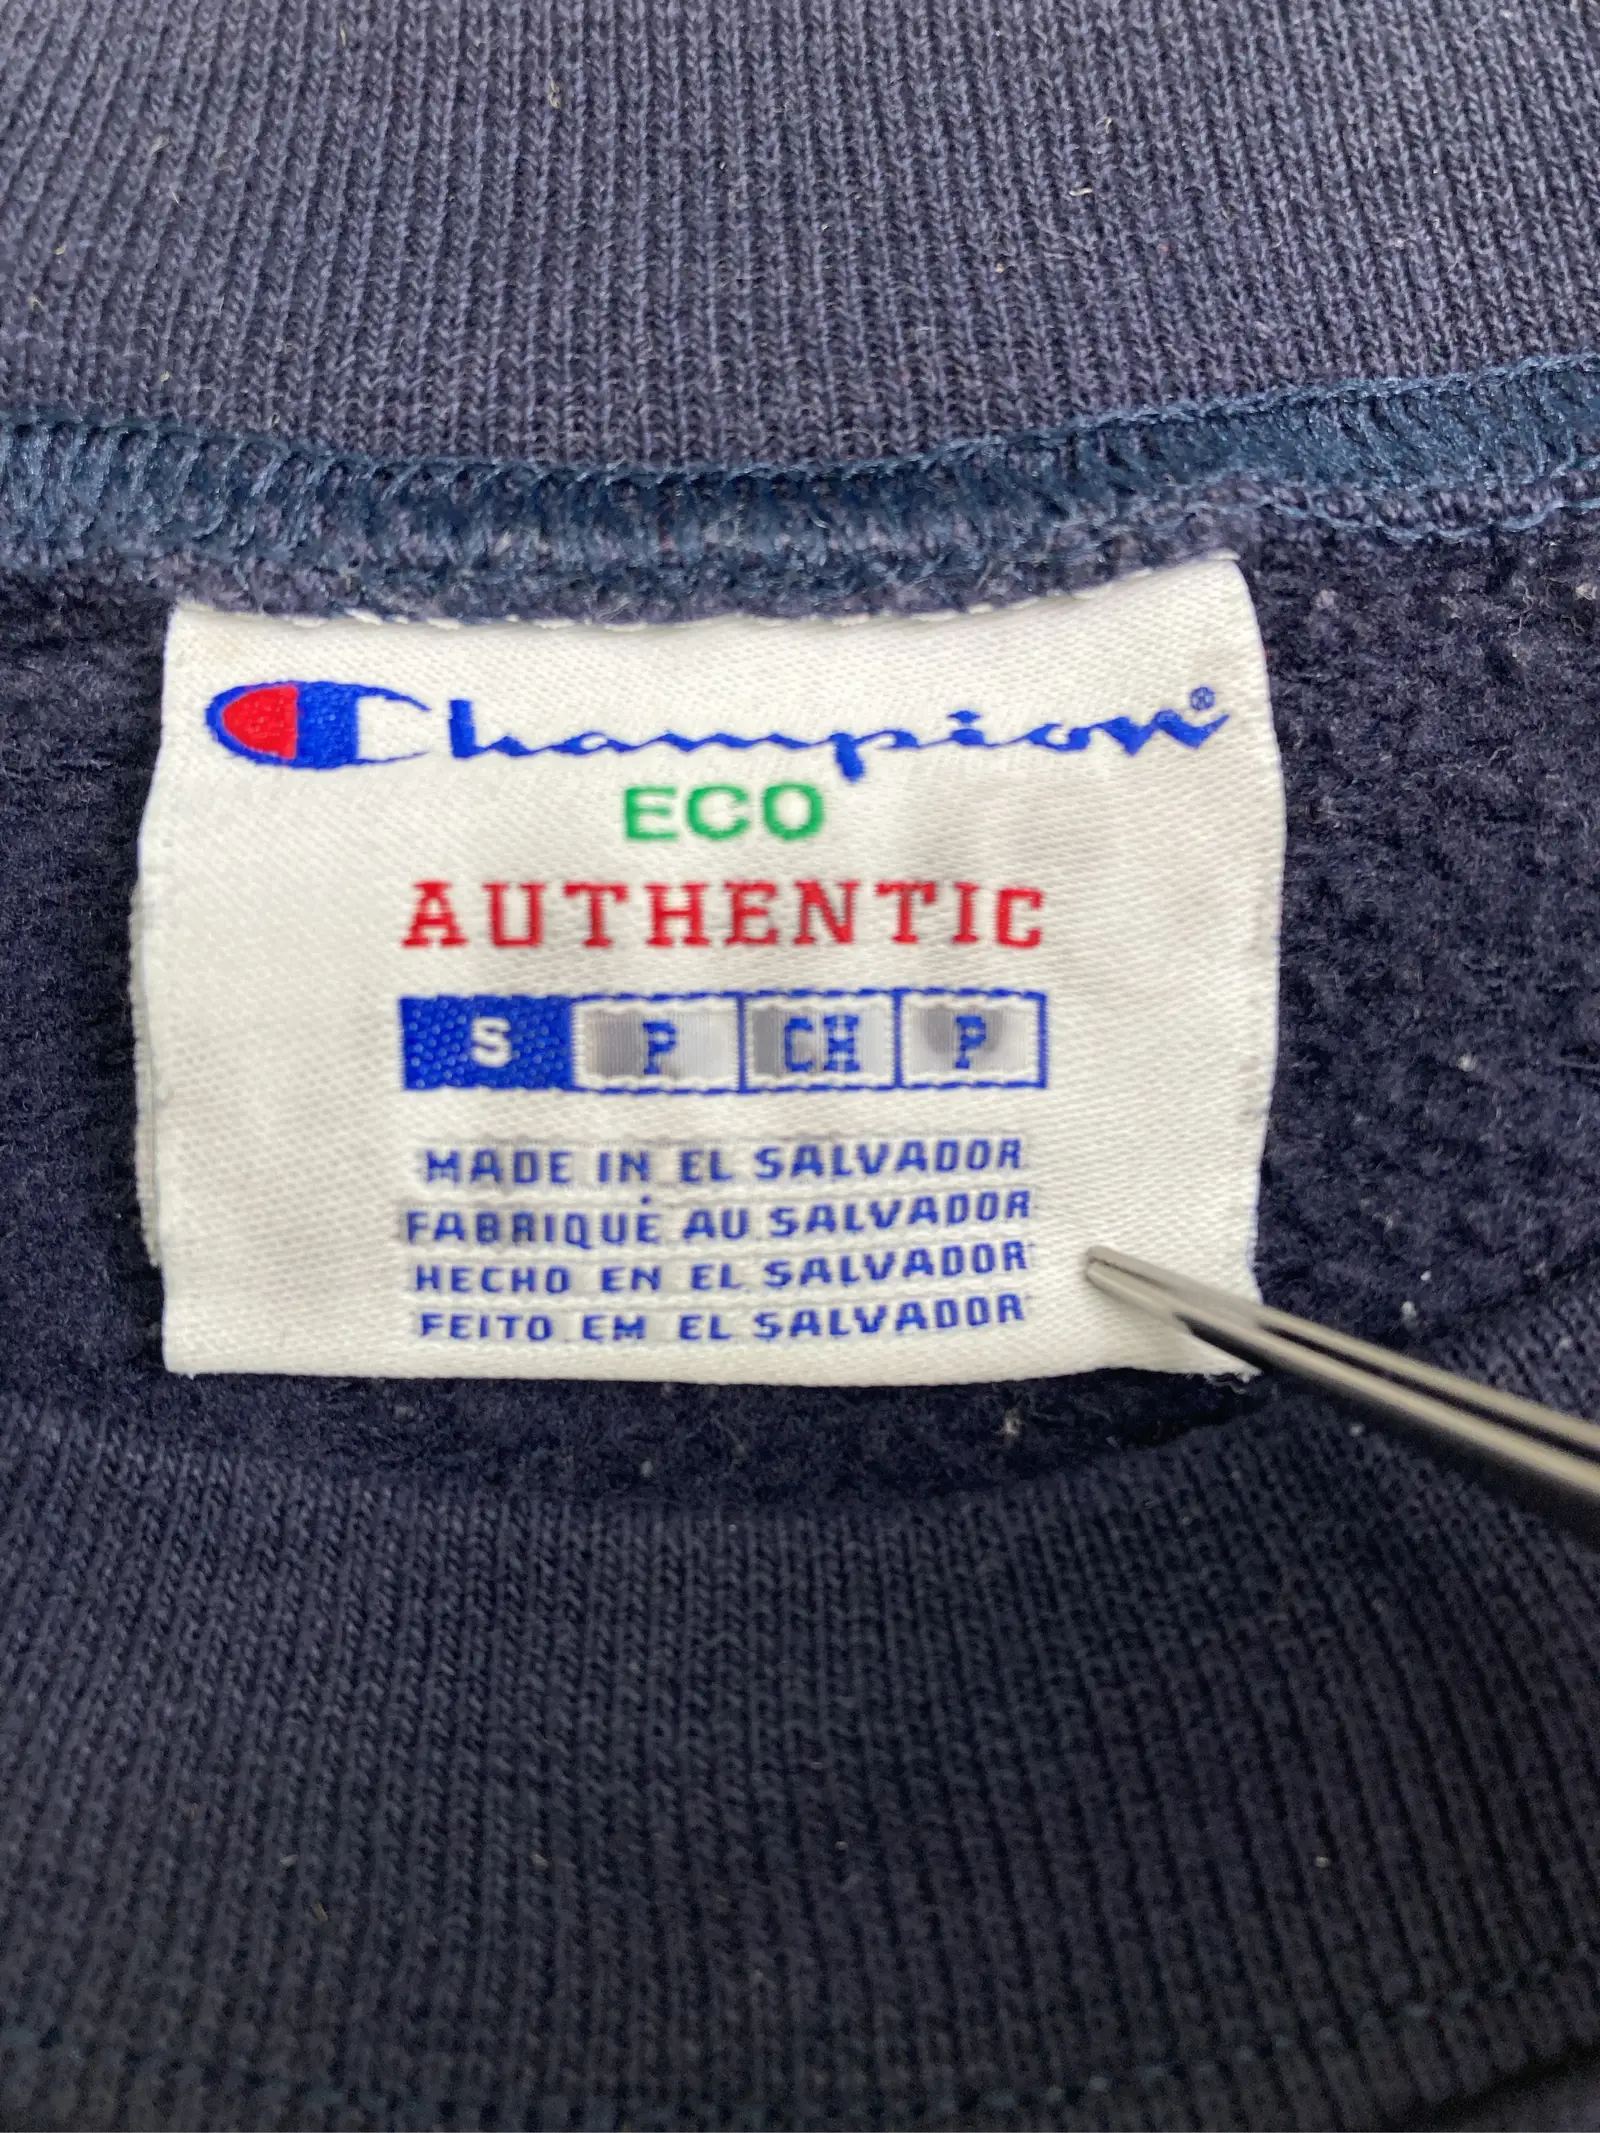 Champion®
ECO
AUTHENTIC
S P CH P
MADE IN EL SALVADOR
FABRIQUÉ AU SALVADOR
HECHO EN EL SALVADOR
FEITO EM EL SALVADOR